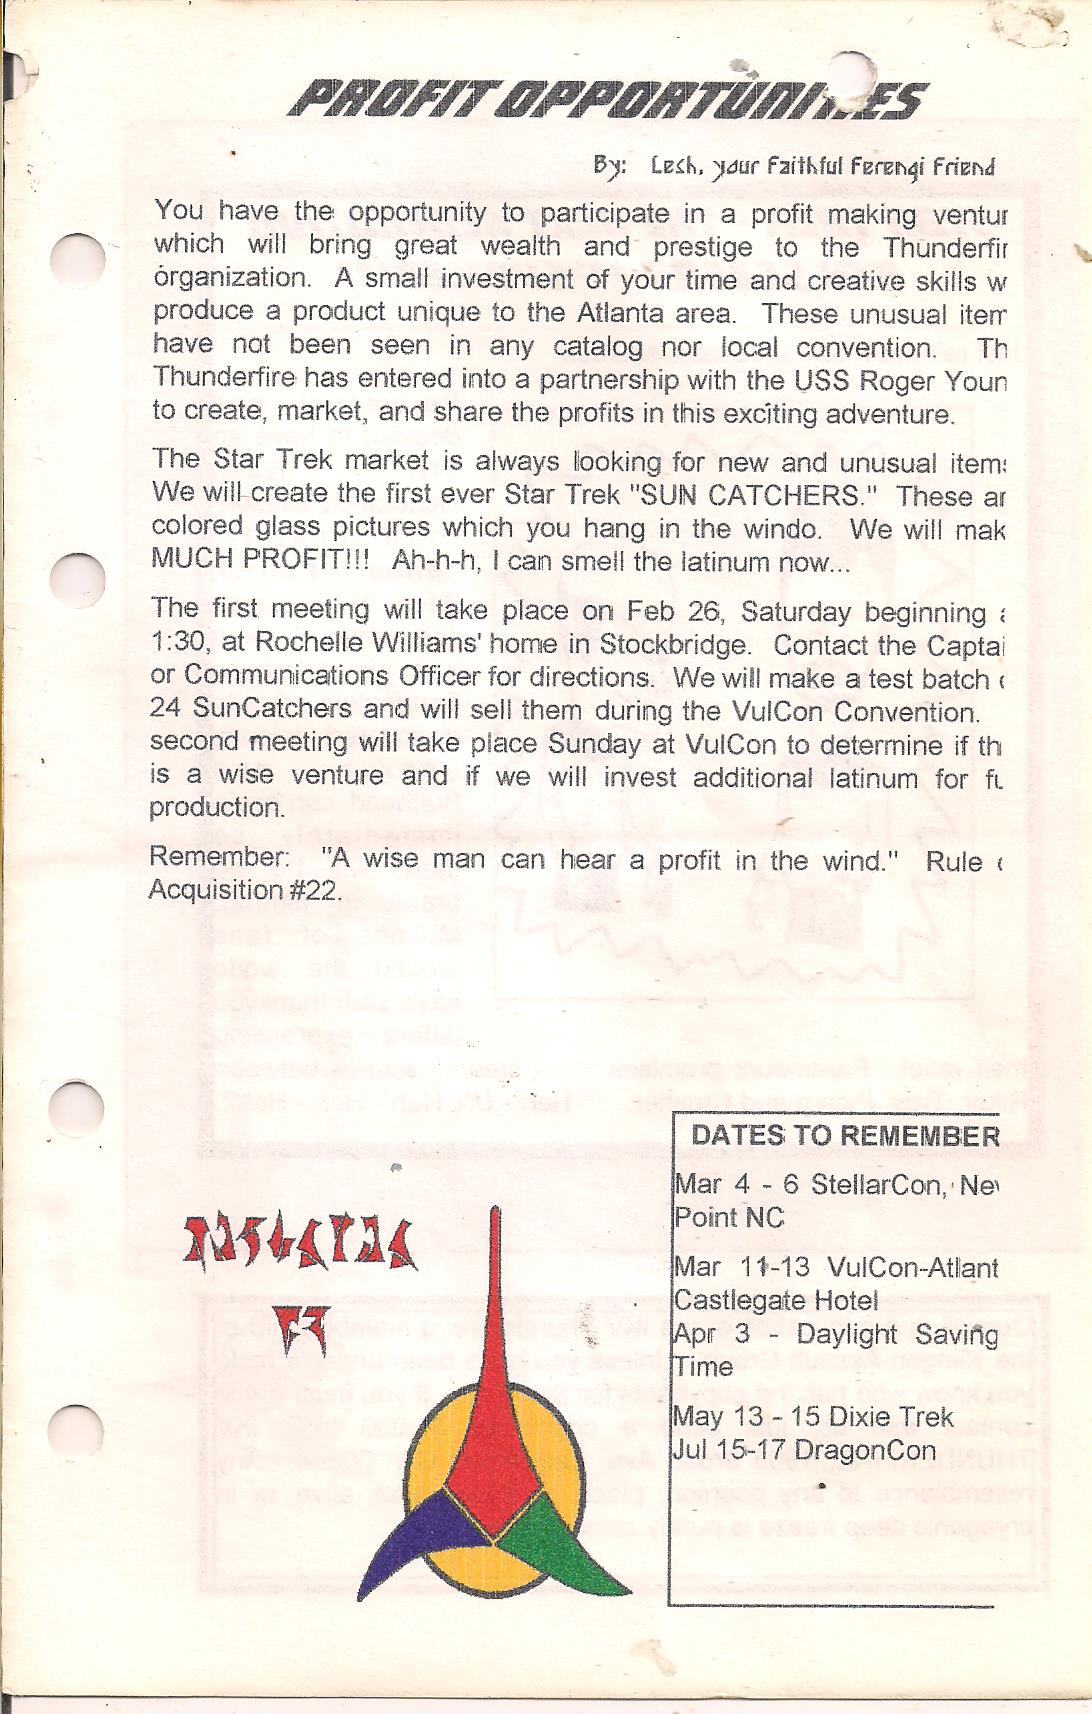 PROFIT OPPORTUNITIES
By: Lesh, your Faithful Ferengi Friend
You have the opportunity to participate in a profit making ventur
which will bring great wealth and prestige to the Thunderfir
organization. A small investment of your time and creative skills w
produce a product unique to the Atlanta area. These unusual item
have not been seen in any catalog nor local convention. Th
Thunderfire has entered into a partnership with the USS Roger Youn
to create, market, and share the profits in this exciting adventure.
The Star Trek market is always looking for new and unusual items
We will create the first ever Star Trek "SUN CATCHERS." These ar
colored glass pictures which you hang in the windo. We will mak
MUCH PROFIT!!! Ah-h-h, I can smell the latinum now...
The first meeting will take place on Feb 26, Saturday beginning
1:30, at Rochelle Williams' home in Stockbridge. Contact the Captai
or Communications Officer for directions. We will make a test batch
24 SunCatchers and will sell them during the VulCon Convention.
second meeting will take place Sunday at VulCon to determine if th
is a wise venture and if we will invest additional latinum for
production.
Remember: "A wise man can hear a profit in the wind." Rule
Acquisition #22.
DATES TO REMEMBER
Mar 4 - 6 StellarCon, Ne
Point NC
Mar 11-13 VulCon-Atlant
Castlegate Hotel
Apr 3 - Daylight Saving
Time
May 13 - 15 Dixie Trek
Jul 15-17 DragonCon